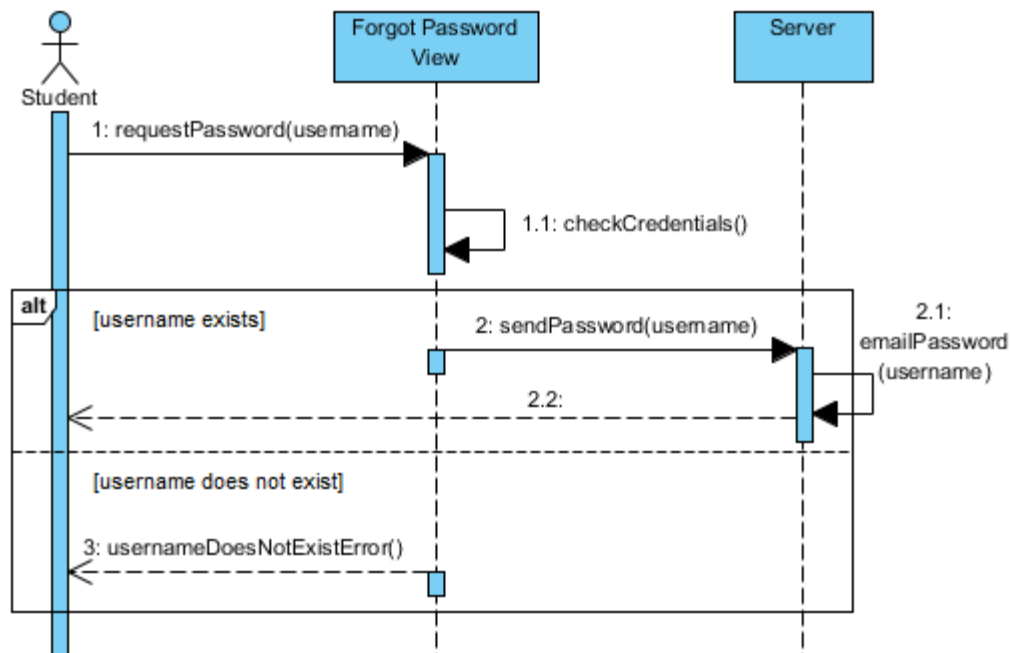 Forgot Password
View
Server
Student
1: requestPassword(username)
1.1: checkCredentials()
alt
[username exists]
2: sendPassword(username)
2.1:
emailPassword
(username)
2.2:
[username does not exist]
3: usernameDoesNotExistError()